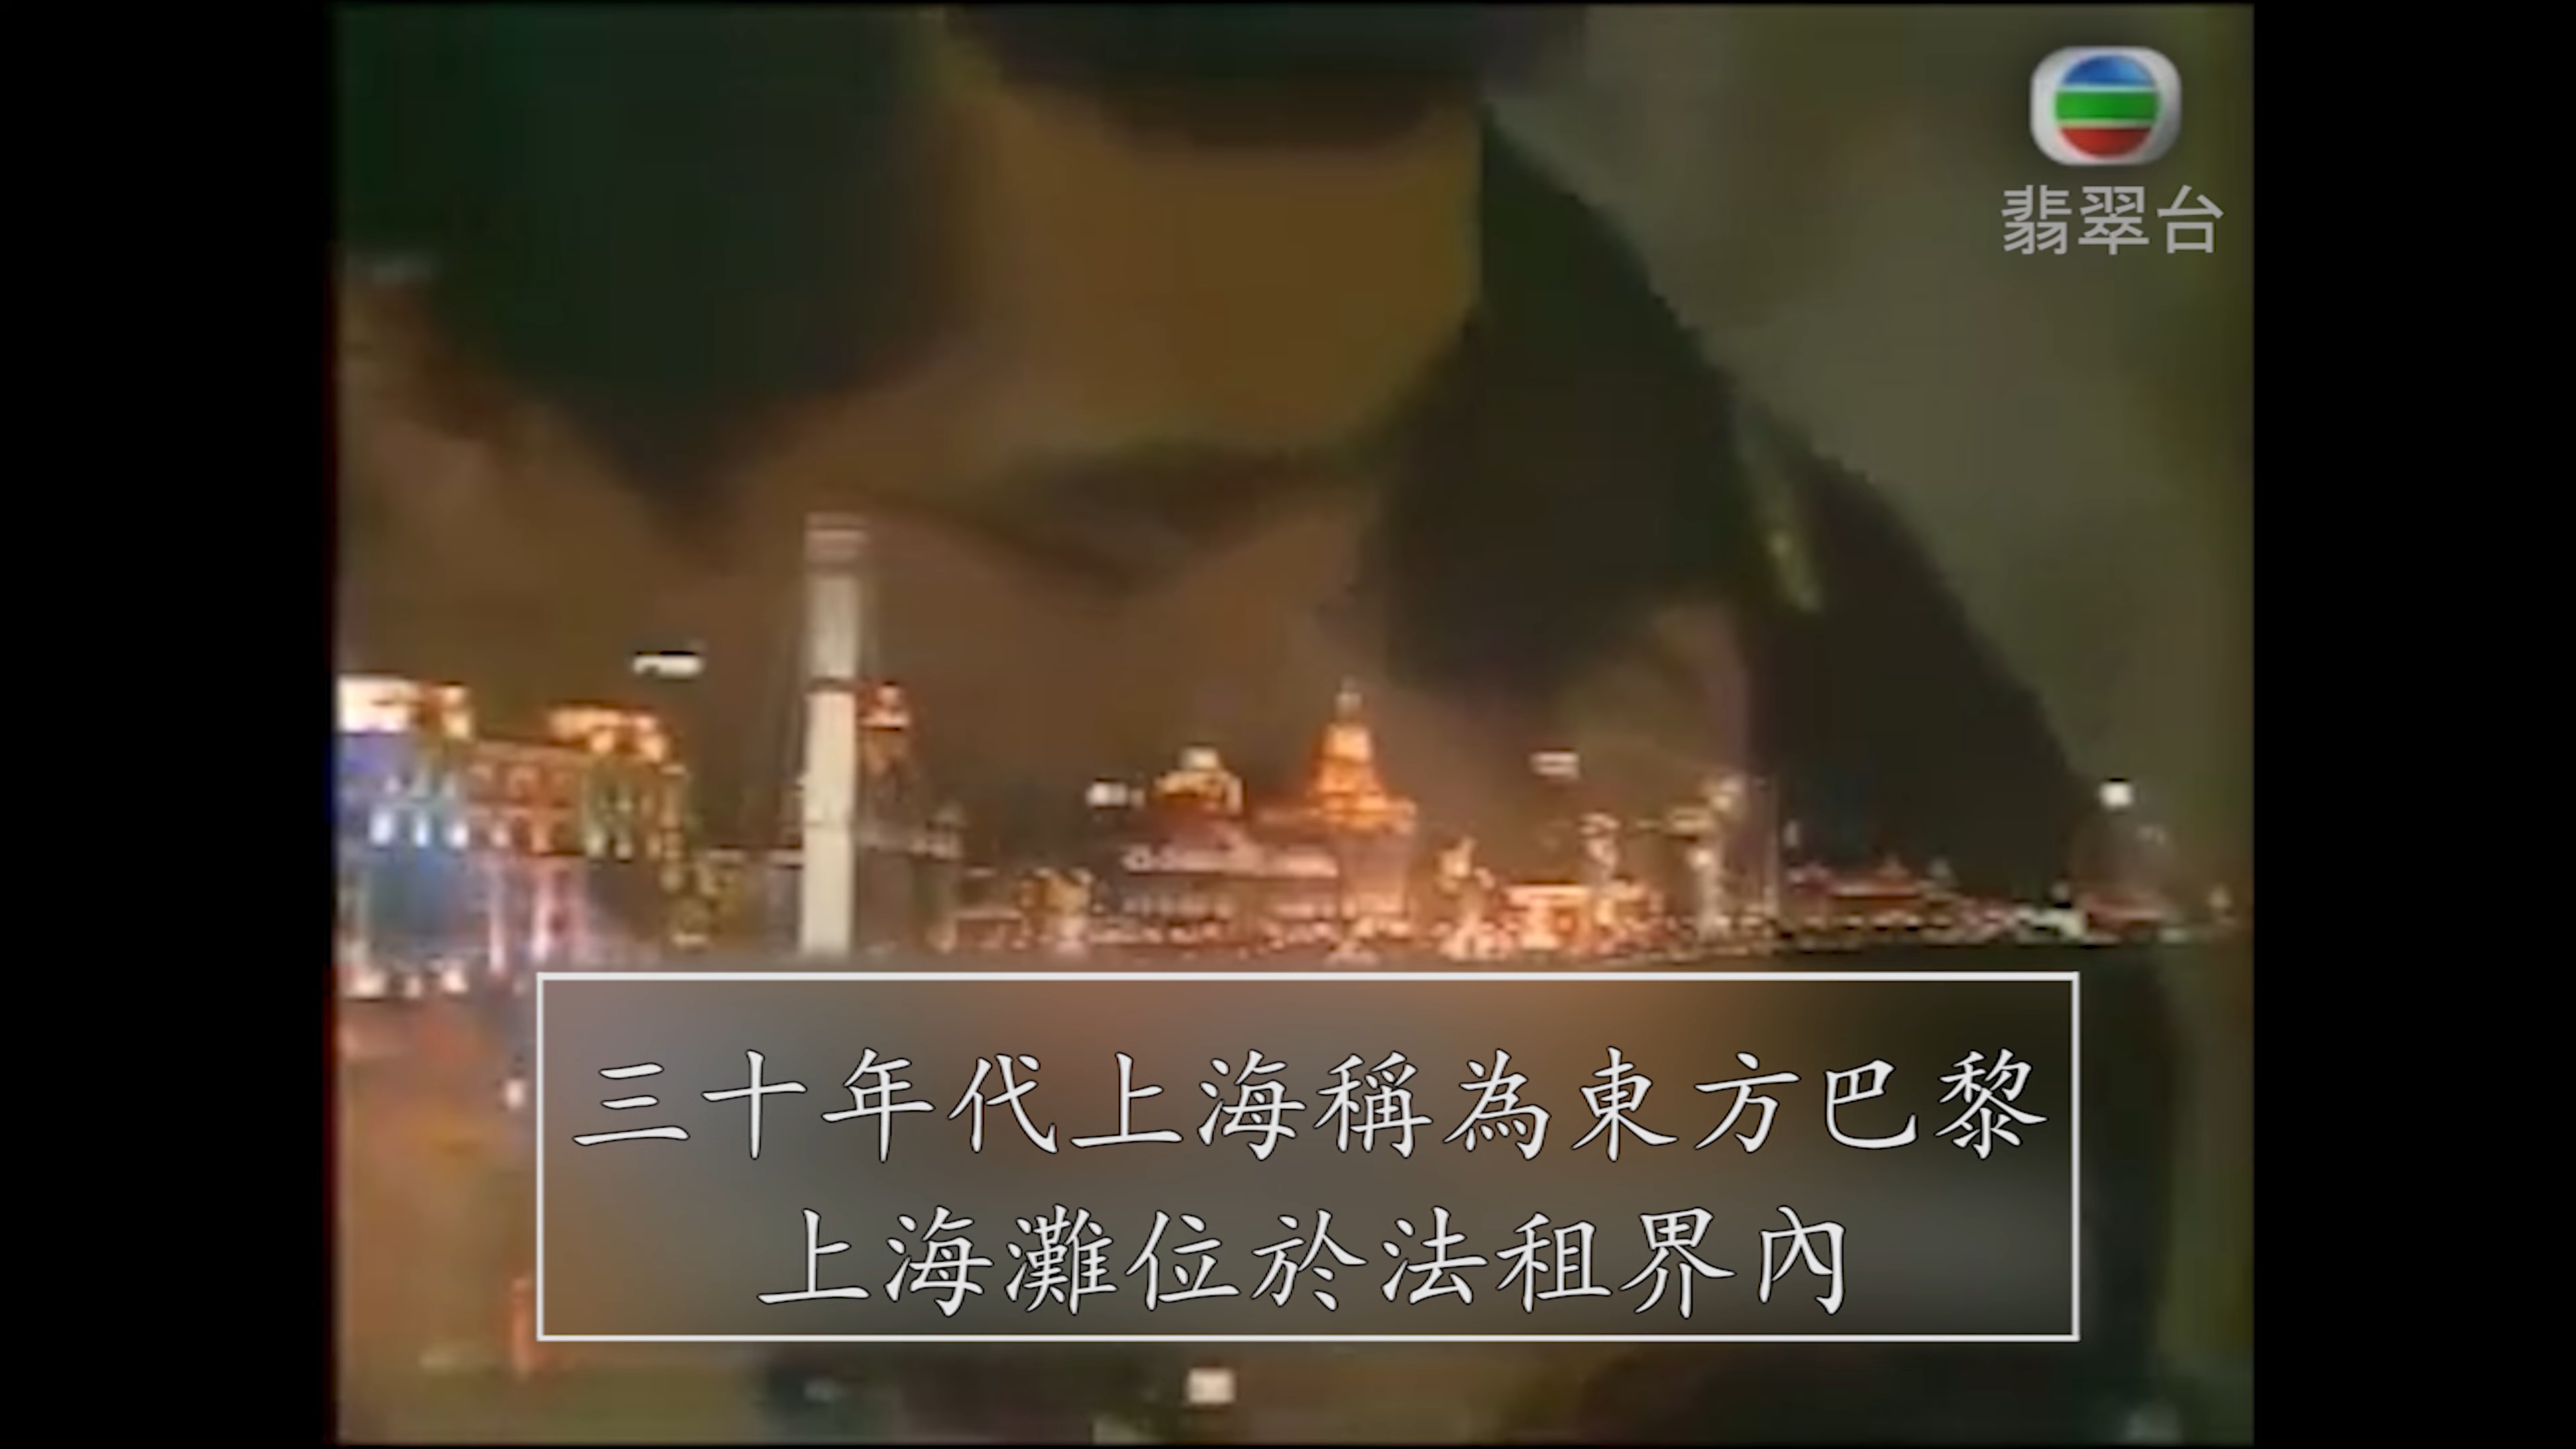 翡翠台
三十年代上海稱為東方巴黎
上海灘位於法租界內